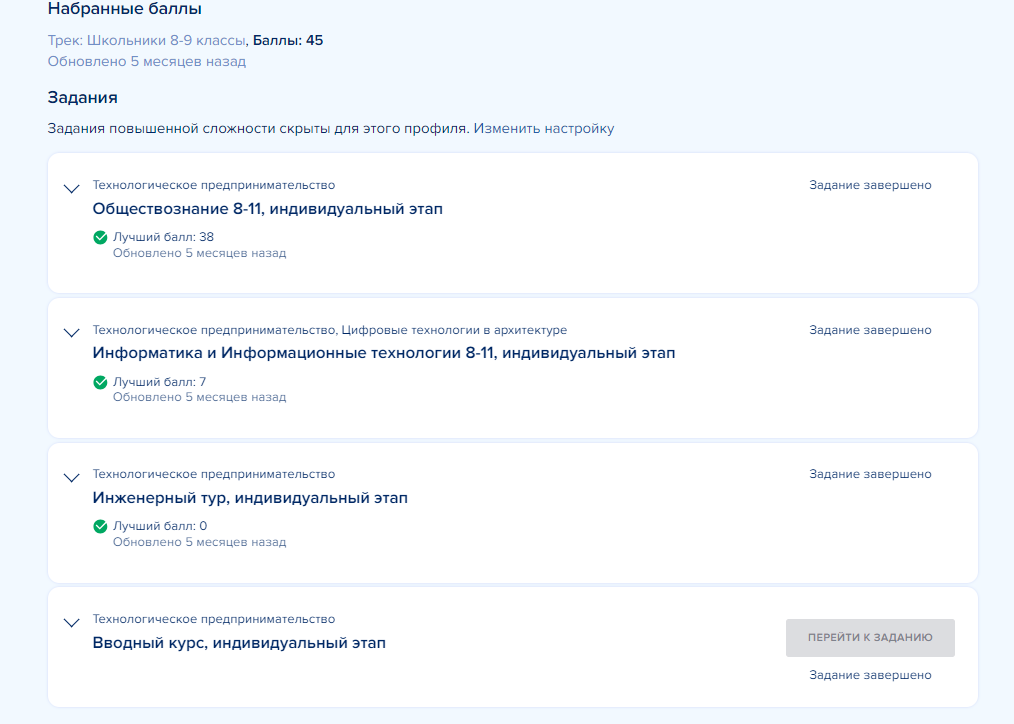 Набранные баллы
Трек: Школьники 8-9 классы, Баллы: 45
Обновлено 5 месяцев назад
Задания
Задания повышенной сложности скрыты для этого профиля. Изменить настройку
Технологическое предпринимательство
Задание завершено
Обществознание 8-11, индивидуальный этап
Лучший балл: 38
Обновлено 5 месяцев назад
Технологическое предпринимательство, Цифровые технологии в архитектуре
Задание завершено
Информатика и Информационные технологии 8-11, индивидуальный этап
Лучший балл: 7
Обновлено 5 месяцев назад
Технологическое предпринимательство
Задание завершено
Инженерный тур, индивидуальный этап
Лучший балл: 0
Обновлено 5 месяцев назад
Технологическое предпринимательство
Вводный курс, индивидуальный этап
ПЕРЕЙТИ К ЗАДАНИЮ
Задание завершено